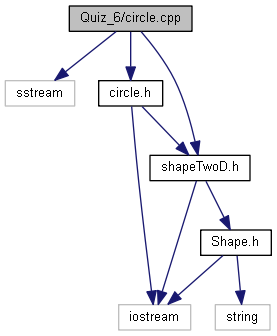 Quiz_6/circle.cpp
sstream
circle.h
shapeTwoD.h
Shape.h
iostream
string